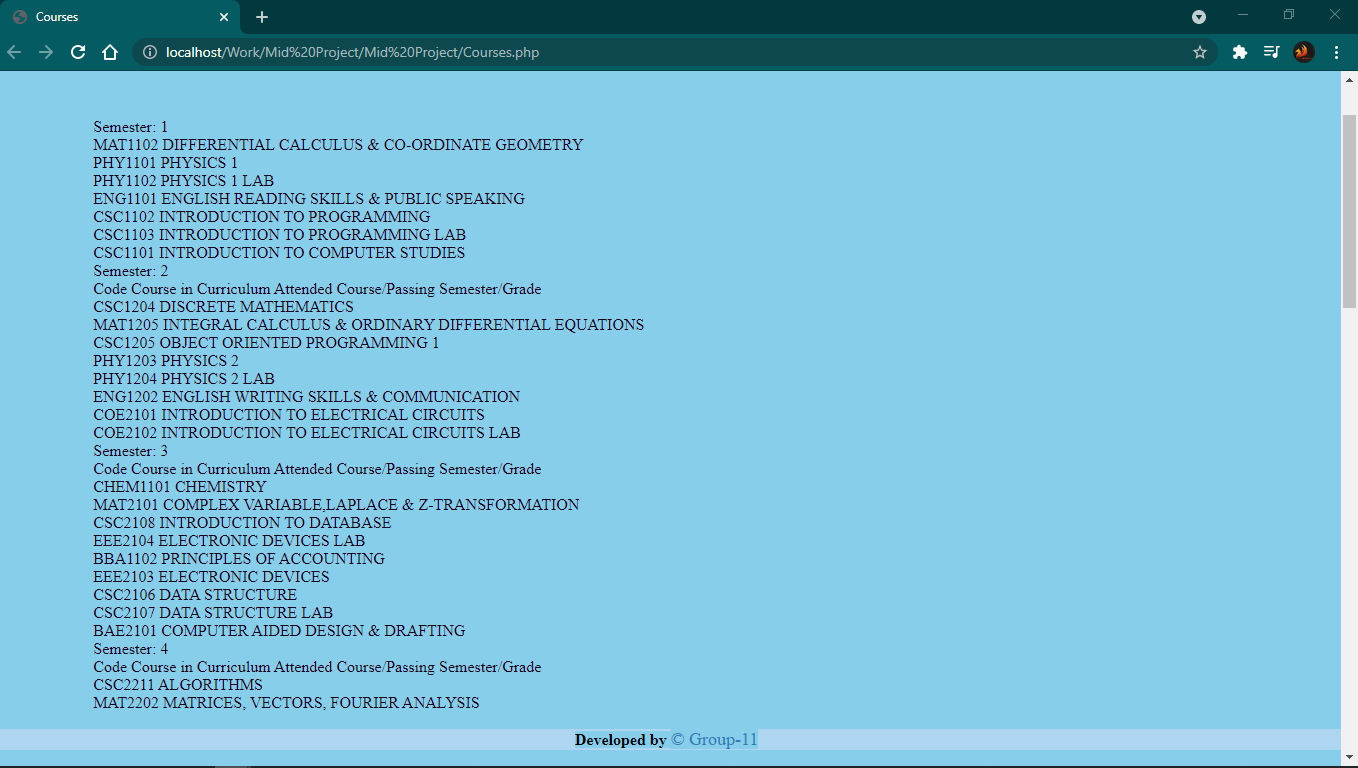 Courses
localhost/Work/Mid%20Project/Mid%20Project/Courses.php
Semester: 1
MAT1102 DIFFERENTIAL CALCULUS & CO-ORDINATE GEOMETRY
PHY1101 PHYSICS 1
PHY1102 PHYSICS 1 LAB
ENG1101 ENGLISH READING SKILLS & PUBLIC SPEAKING
CSC1102 INTRODUCTION TO PROGRAMMING
CSC1103 INTRODUCTION TO PROGRAMMING LAB
CSC1101 INTRODUCTION TO COMPUTER STUDIES
Semester: 2
Code Course in Curriculum Attended Course/Passing Semester/Grade
CSC1204 DISCRETE MATHEMATICS
MAT1205 INTEGRAL CALCULUS & ORDINARY DIFFERENTIAL EQUATIONS
CSC1205 OBJECT ORIENTED PROGRAMMING 1
PHY1203 PHYSICS 2
PHY1204 PHYSICS 2 LAB
ENG1202 ENGLISH WRITING SKILLS & COMMUNICATION
COE2101 INTRODUCTION TO ELECTRICAL CIRCUITS
COE2102 INTRODUCTION TO ELECTRICAL CIRCUITS LAB
Semester: 3
Code Course in Curriculum Attended Course/Passing Semester/Grade
CHEM1101 CHEMISTRY
MAT2101 COMPLEX VARIABLE,LAPLACE & Z-TRANSFORMATION
CSC2108 INTRODUCTION TO DATABASE
EEE2104 ELECTRONIC DEVICES LAB
BBA1102 PRINCIPLES OF ACCOUNTING
EEE2103 ELECTRONIC DEVICES
CSC2106 DATA STRUCTURE
CSC2107 DATA STRUCTURE LAB
BAE2101 COMPUTER AIDED DESIGN & DRAFTING
Semester: 4
Code Course in Curriculum Attended Course/Passing Semester/Grade
CSC2211 ALGORITHMS
MAT2202 MATRICES, VECTORS, FOURIER ANALYSIS
Developed by © Group-11